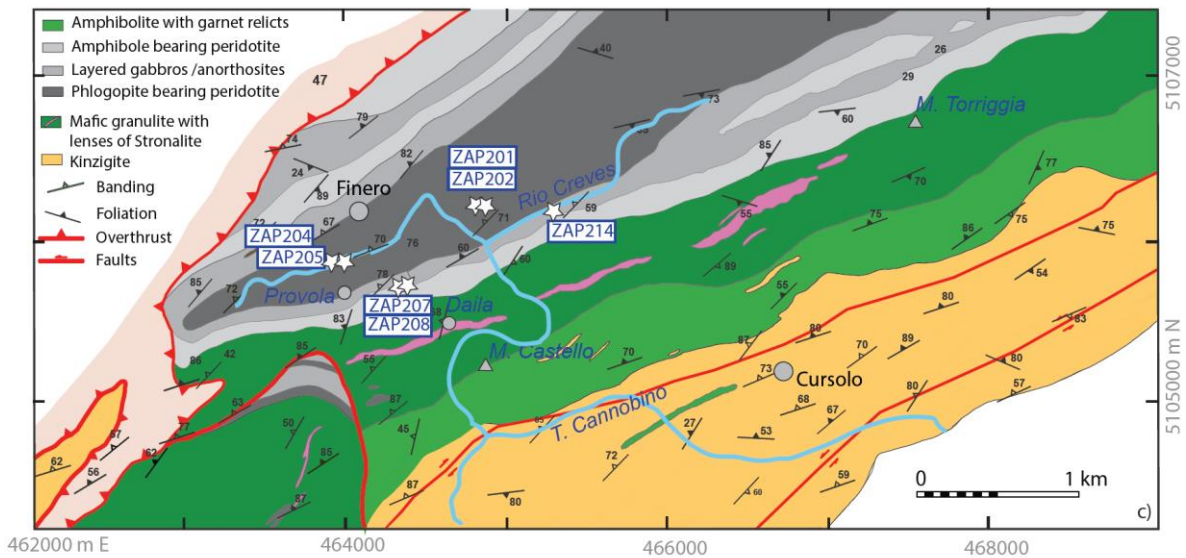 Amphibolite with garnet relicts
Amphibole bearing peridotite
Layered gabbros /anorthosites
Phlogopite bearing peridotite
Mafic granulite with
lenses of Stronalite
Kinzigite
Banding
Foliation
Overthrust
Faults
47
40
26
29
73
M. Torriggia
60
79
74
82
85
24
89
77
ZAP201
ZAP202
Finero
Rio Creves
70
67
71
59
55
ZAP214
75
75
75
ZAP204
ZAP205
70
76
60
60
86
78
89
54
72
85
Provola
55
ZAP207
ZAP208
Daila
83
80
83
80
87
42
85
M. Castello
70
70
89
80
55
73
Cursolo
57
63
87
68
80
67
T. Cannobino
77
50
45
27
53
57
62
62
85
72
56
87
60
59
87
80
0
1 km
c)
462000 m E
464000
466000
468000
5107000
5105000 m N